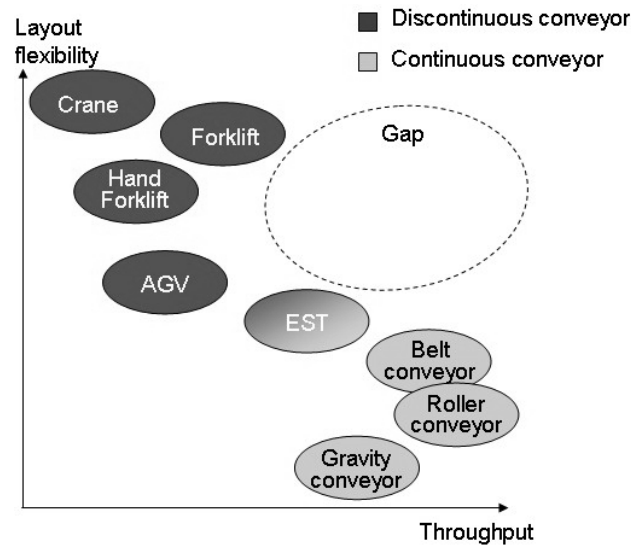 Layout
flexibility
Discontinuous conveyor
Continuous conveyor
Crane
Forklift
Gap
Hand
Forklift
AGV
EST
Belt
conveyor
Roller
conveyor
Gravity
conveyor
Throughput